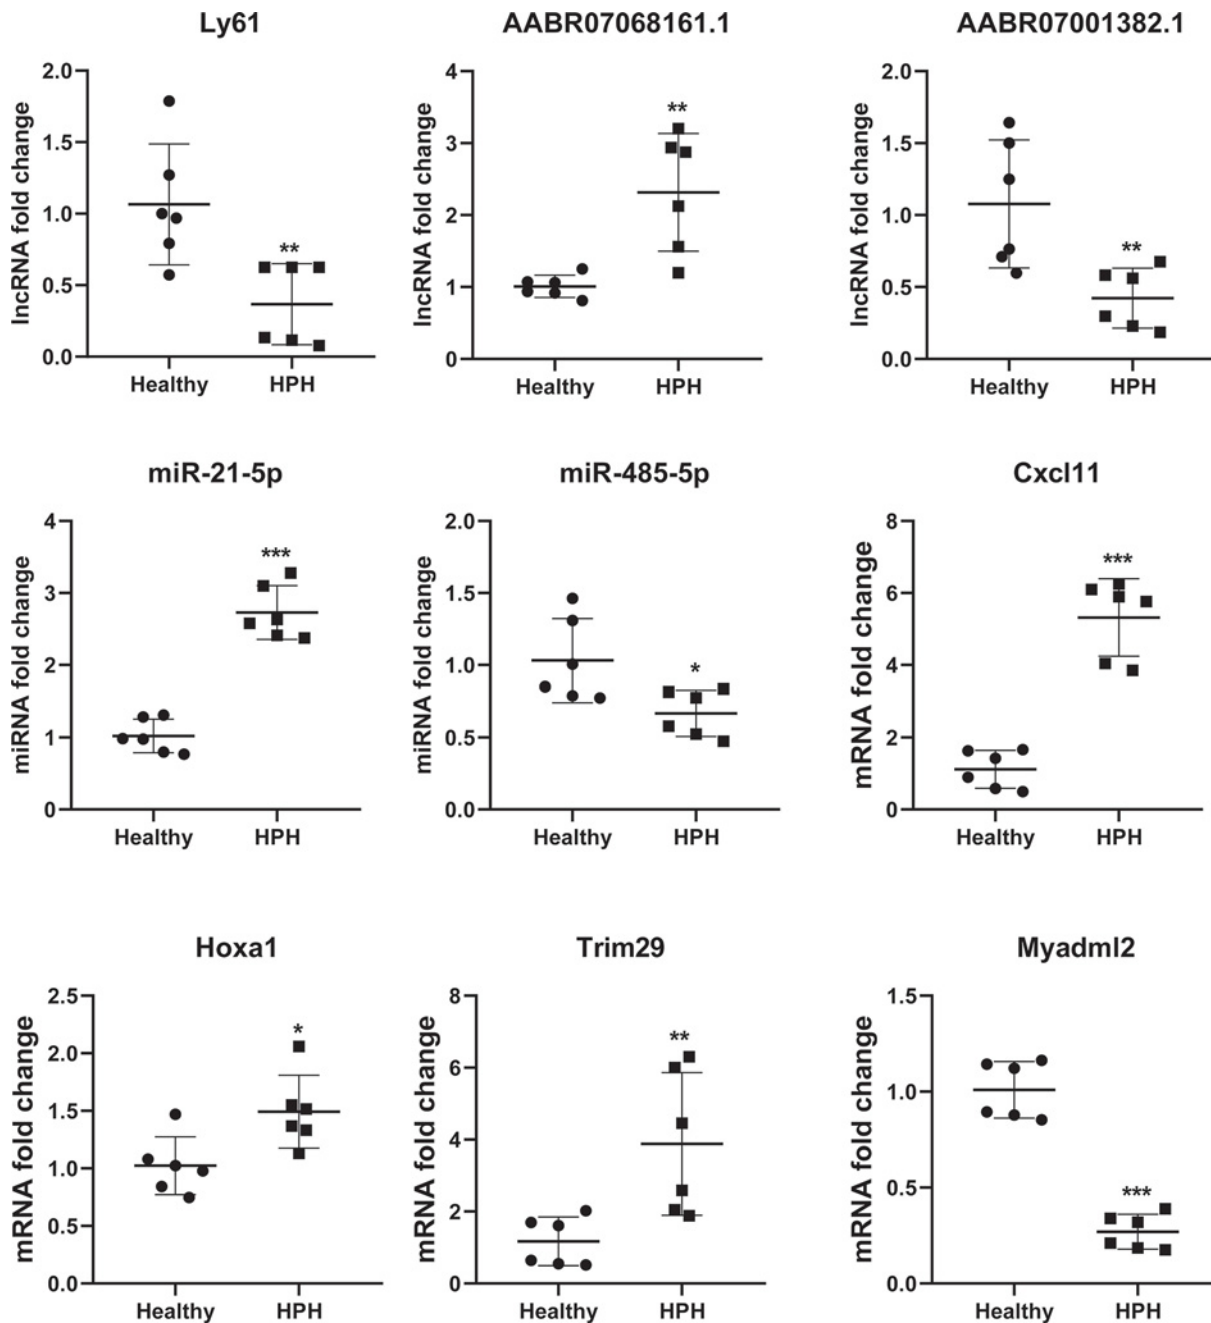 Ly61
lncRNA fold change
2.0
1.5
1.0
0.5
0.0
**
Healthy
HPH
AABR07068161.1
lncRNA fold change
4
3
2
1
0
**
Healthy
HPH
AABR07001382.1
lncRNA fold change
2.0
1.5
1.0
0.5
0.0
**
Healthy
HPH
miR-21-5p
miRNA fold change
4
3
2
1
0
***
Healthy
HPH
miR-485-5p
miRNA fold change
2.0
1.5
1.0
0.5
0.0
*
Healthy
HPH
Cxcl11
mRNA fold change
8
6
4
2
0
***
Healthy
HPH
Hoxa1
mRNA fold change
2.5
2.0
1.5
1.0
0.5
0.0
*
Healthy
HPH
Trim29
mRNA fold change
8
6
4
2
0
**
Healthy
HPH
Myadml2
mRNA fold change
1.5
1.0
0.5
0.0
***
Healthy
HPH